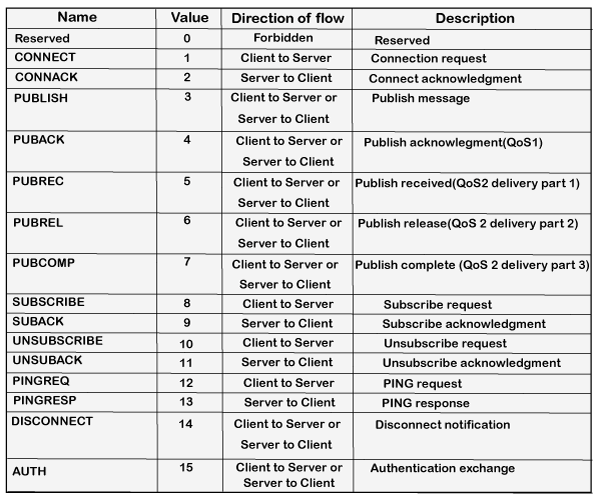 Name Value Direction of flow Description
Reserved 0 Forbidden Reserved
CONNECT 1 Client to Server Connection request
CONNACK 2 Server to Client Connect acknowledgment
PUBLISH 3 Client to Server or Publish message
Server to Client
PUBACK 4 Client to Server or Publish acknowlegment(QoS1)
Server to Client
PUBREC 5 Client to Server or Publish received(QoS2 delivery part 1)
Server to Client
PUBREL 6 Client to Server or Publish release(QoS 2 delivery part 2)
Server to Client
PUBCOMP 7 Client to Server or Publish complete (QoS 2 delivery part 3)
Server to Client
SUBSCRIBE 8 Client to Server Subscribe request
SUBACK 9 Server to Client Subscribe acknowledgment
UNSUBSCRIBE 10 Client to Server Unsubscribe request
UNSUBACK 11 Server to Client Unsubscribe acknowledgment
PINGREQ 12 Client to Server PING request
PINGRESP 13 Server to Client PING response
DISCONNECT 14 Client to Server or Disconnect notification
Server to Client
AUTH 15 Client to Server or Authentication exchange
Server to Client